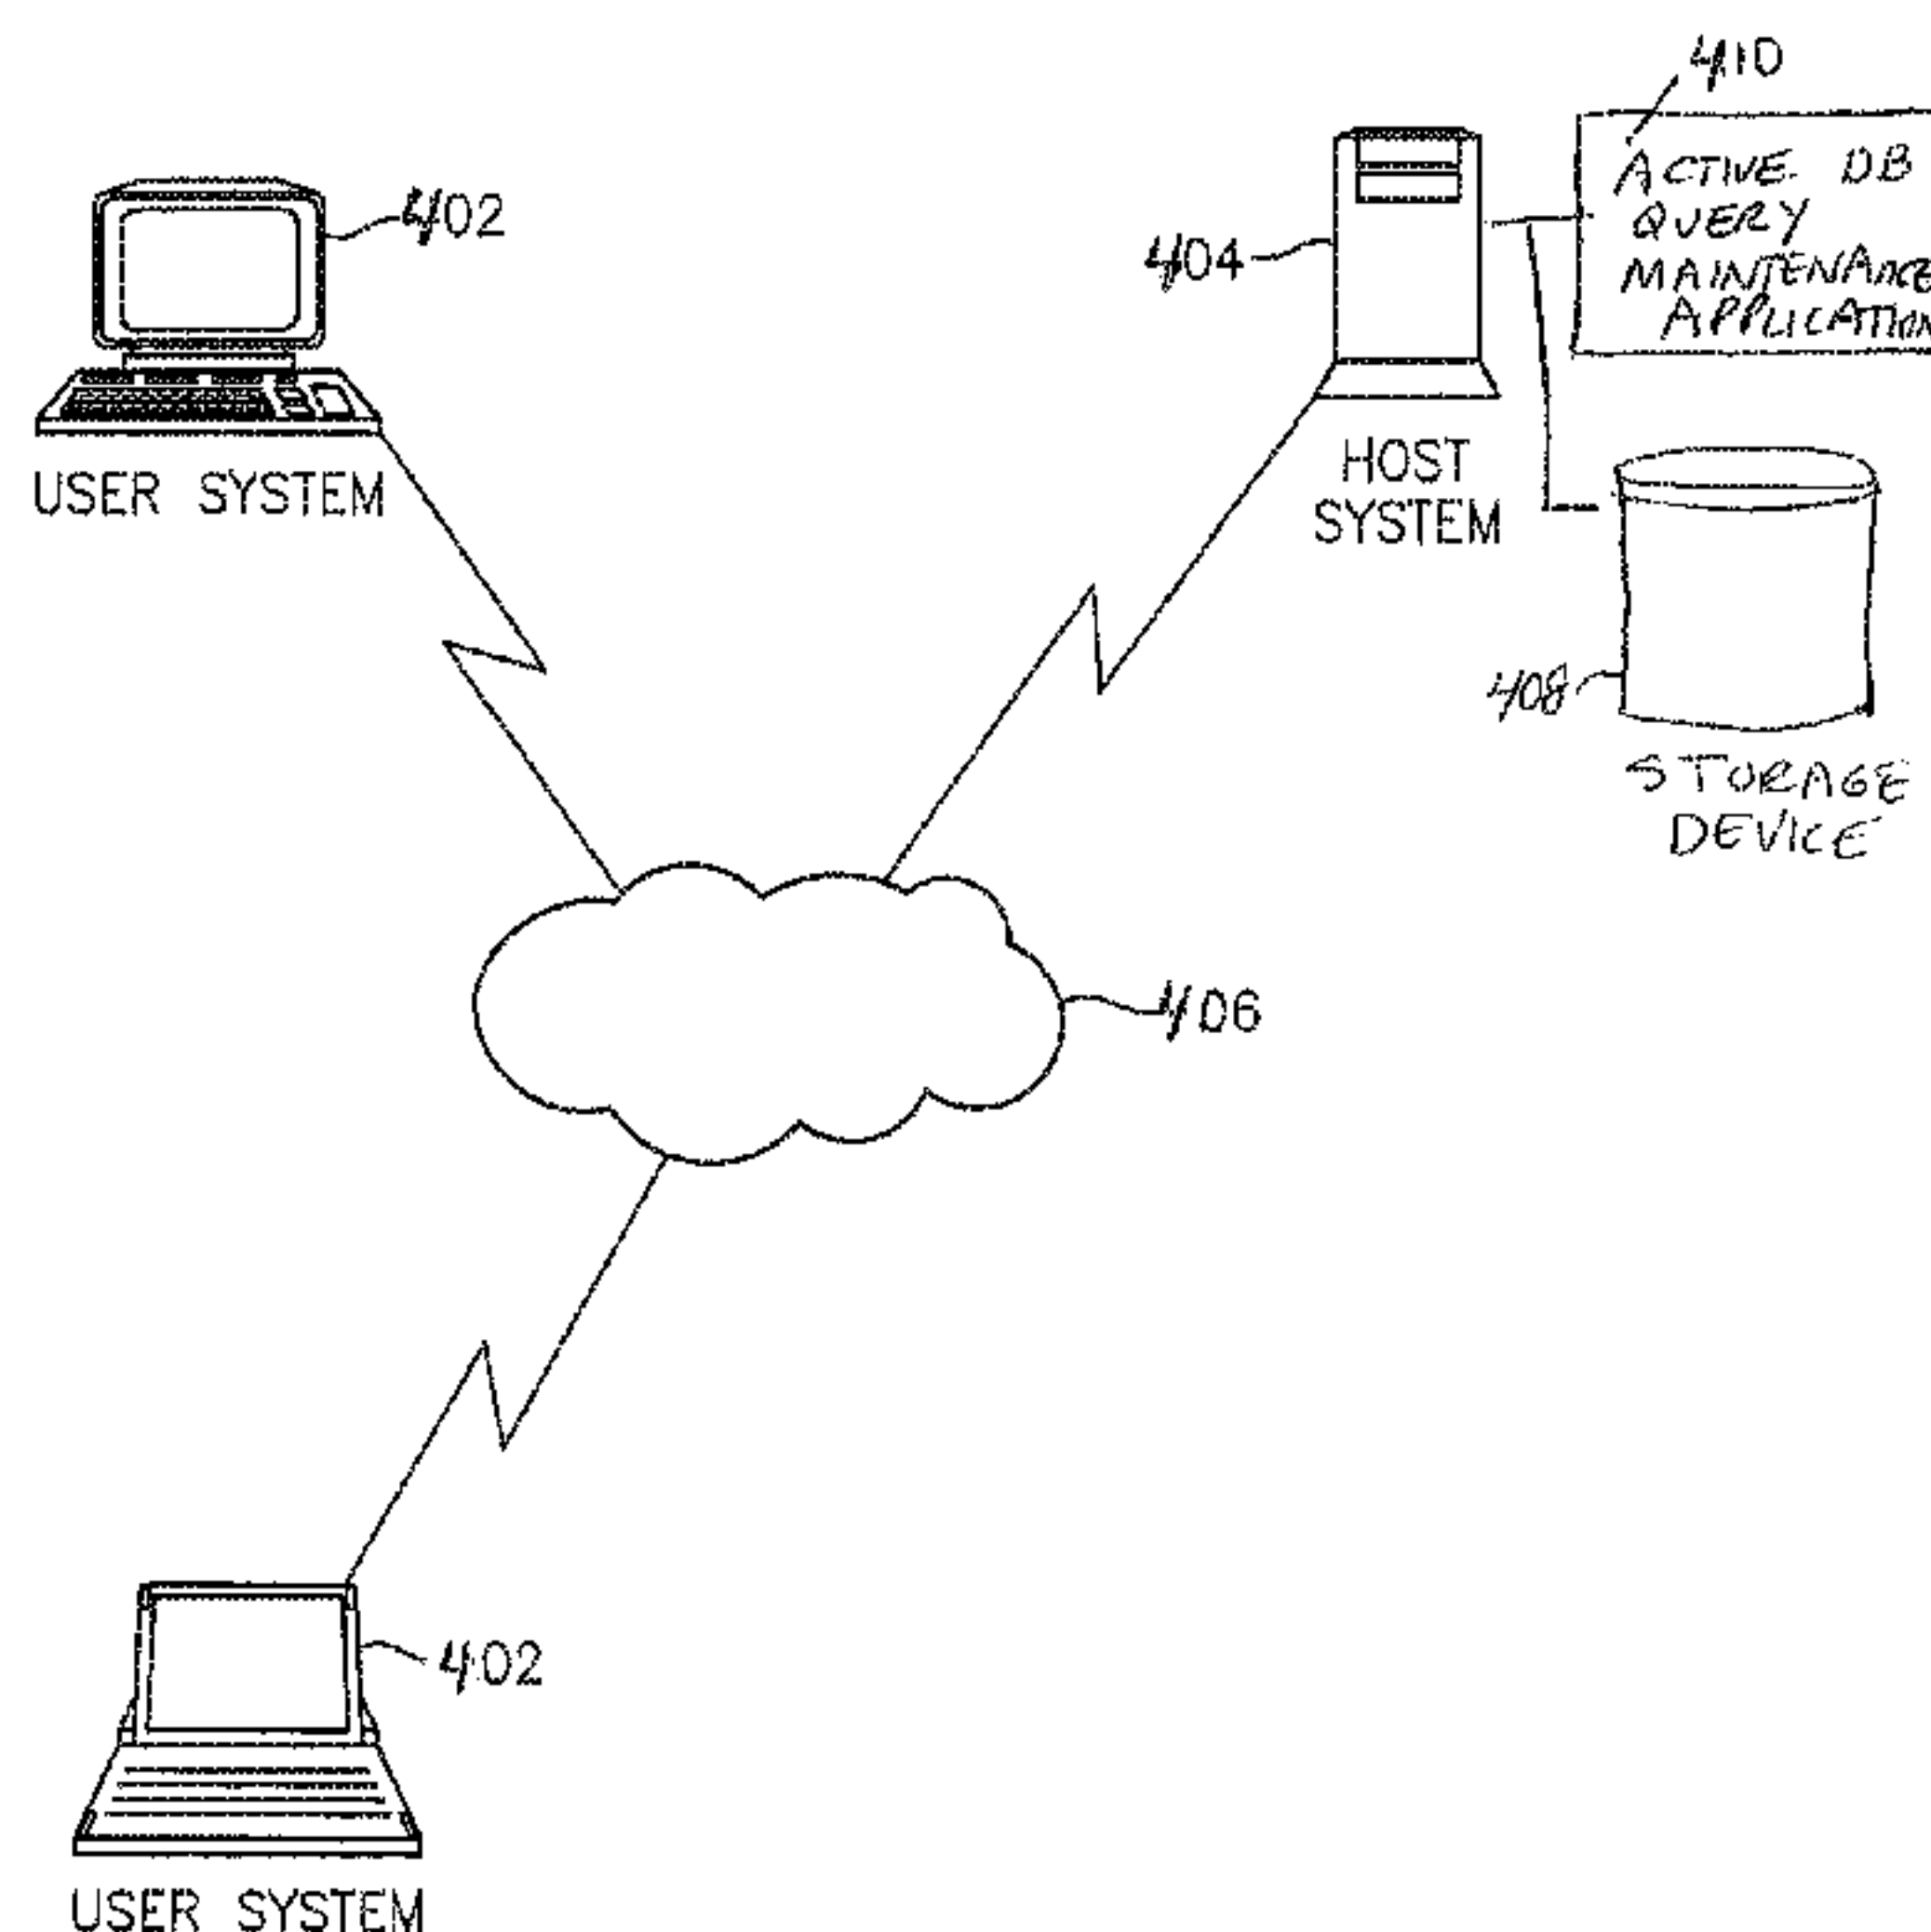 410
ACTIVE DB
QUERY
MAINTENANCE
APPLICATION
402
404
USER SYSTEM
HOST
SYSTEM
408
STORAGE
DEVICE
406
402
USER SYSTEM